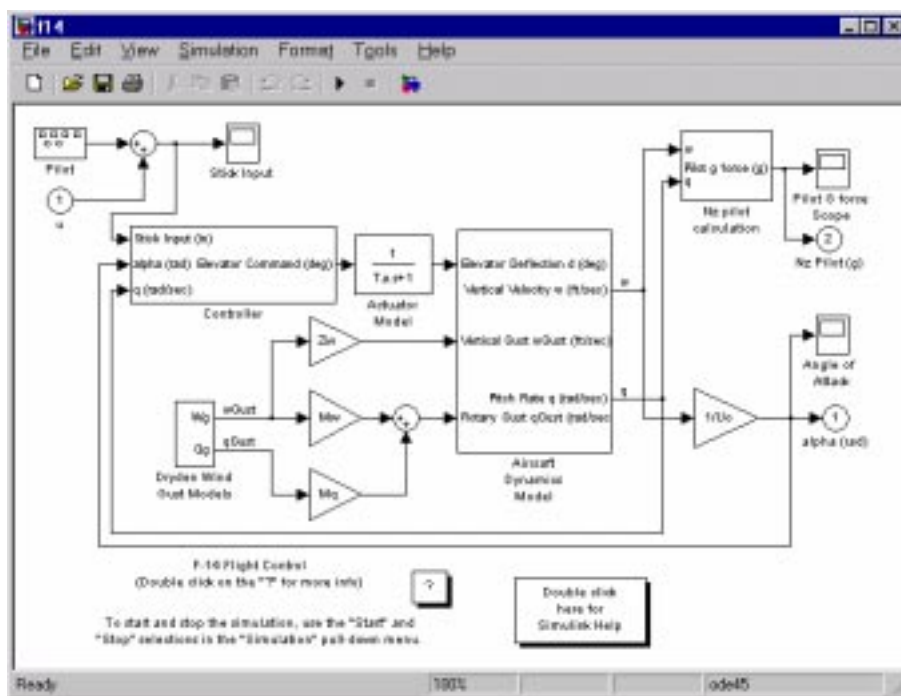 f14
File Edit View Simulation Format Tools Help
Pilot
1
u
Stick Input
w
Pilot g force (g)
q
Nz pilot
calculation
Pilot G force
Scope
2
Nz Pilot (g)
Stick Input (in)
alpha (rad) Elevator Command (deg)
q (rad/sec)
Controller
1
T.a.s+1
Actuator
Model
Elevator Deflection d (deg)
Vertical Velocity w (ft/sec)
w
Vertical Gust wGust (ft/sec)
Pitch Rate q (rad/sec)
q
Rotary Gust qGust (rad/sec
Aircraft
Dynamics
Model
Zw
Mw
Mq
Wg
wGust
Qg
qGust
Dryden Wind
Gust Models
Angle of
Attack
1/Uo
1
alpha (rad)
F-14 Flight Control
(Double click on the "?" for more info)
?
To start and stop the simulation, use the "Start" and
"Stop" selections in the "Simulation" pull-down menu.
Double click
here for
Simulink Help
Ready 100% ode45